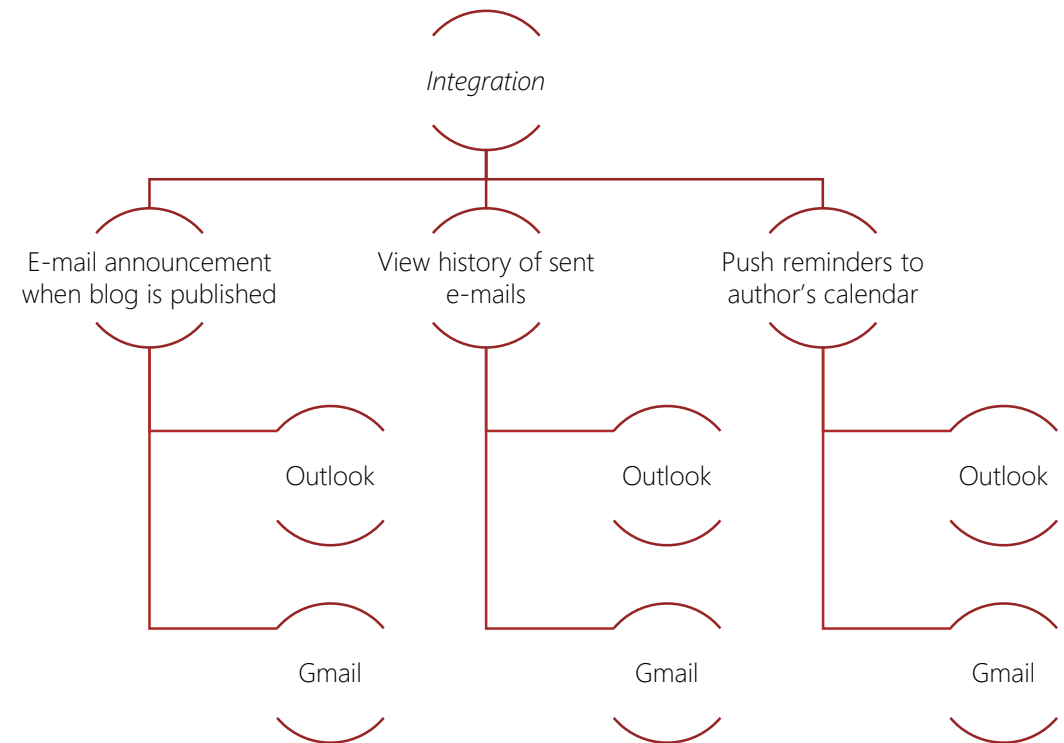 Integration
E-mail announcement
when blog is published
View history of sent
e-mails
Push reminders to
author’s calendar
Outlook
Outlook
Outlook
Gmail
Gmail
Gmail